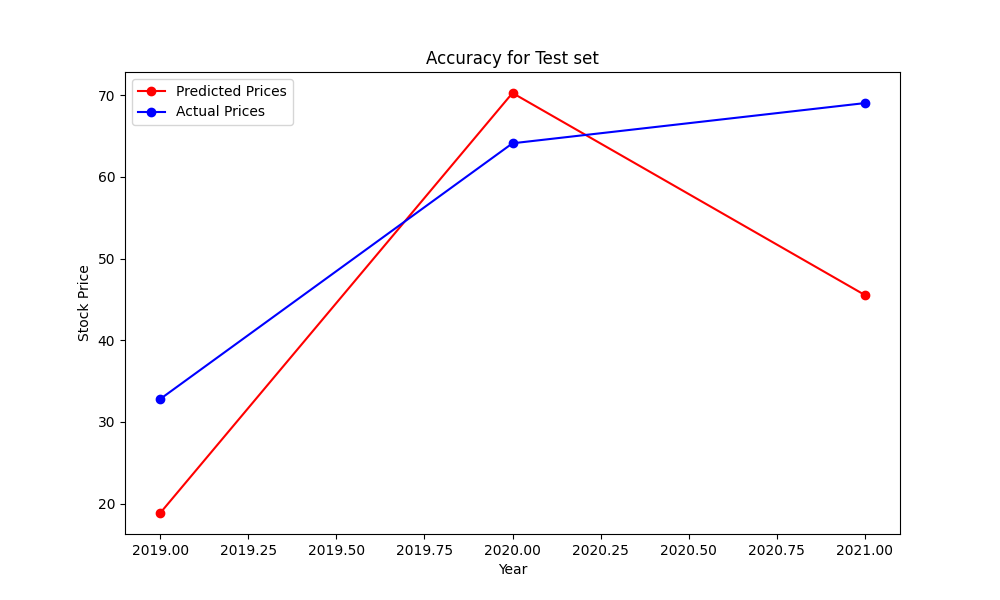 Accuracy for Test set
Predicted Prices
Actual Prices
70
60
50
40
30
20
Stock Price
2019.00 2019.25 2019.50 2019.75 2020.00 2020.25 2020.50 2020.75 2021.00
Year